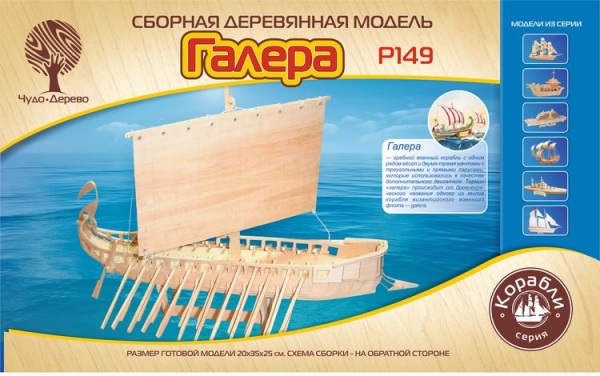 СБОРНАЯ ДЕРЕВЯННАЯ МОДЕЛЬ
Галера
P149
Чудо-Дерево
МОДЕЛИ ИЗ СЕРИИ
Галера
— гребной военный корабль с одним
рядом вёсел и двумя-тремя мачтами с
треугольными и прямыми парусами,
которые использовались в качестве
дополнительного двигателя. Термин
«галера» происходит от
названия одного из типов
корабля византийского военного
флота — galera.
Корабли
серия
РАЗМЕР ГОТОВОЙ МОДЕЛИ 20x35x25 см. СХЕМА СБОРКИ - НА ОБРАТНОЙ СТОРОНЕ